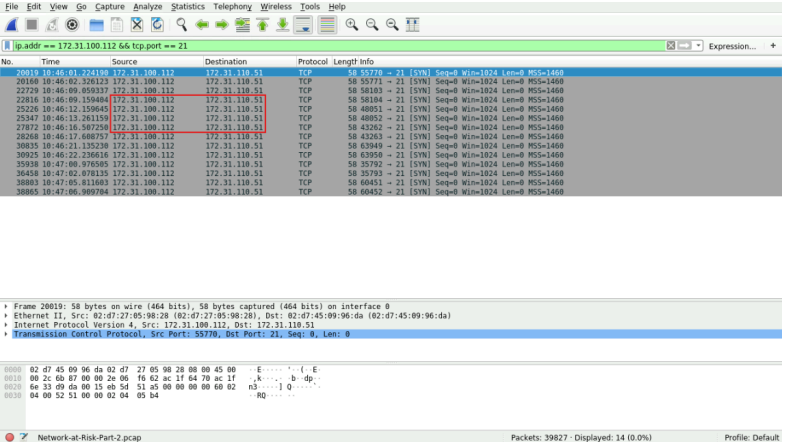 File Edit View Go Capture Analyze Statistics Telephony Wireless Tools Help
ip.addr == 172.31.100.112 && tcp.port == 21 Expression... +
No. Time Source Destination Protocol Length Info
20019 10:46:01.224190 172.31.100.112 172.31.110.51 TCP 58 55770 → 21 [SYN] Seq=0 Win=1024 Len=0 MSS=1460
20160 10:46:02.326123 172.31.100.112 172.31.110.51 TCP 58 55771 → 21 [SYN] Seq=0 Win=1024 Len=0 MSS=1460
22729 10:46:09.059337 172.31.100.112 172.31.110.51 TCP 58 58103 → 21 [SYN] Seq=0 Win=1024 Len=0 MSS=1460
22816 10:46:09.159404 172.31.100.112 172.31.110.51 TCP 58 58104 → 21 [SYN] Seq=0 Win=1024 Len=0 MSS=1460
25226 10:46:12.159645 172.31.100.112 172.31.110.51 TCP 58 48051 → 21 [SYN] Seq=0 Win=1024 Len=0 MSS=1460
25347 10:46:13.261159 172.31.100.112 172.31.110.51 TCP 58 48052 → 21 [SYN] Seq=0 Win=1024 Len=0 MSS=1460
27872 10:46:16.507250 172.31.100.112 172.31.110.51 TCP 58 43262 → 21 [SYN] Seq=0 Win=1024 Len=0 MSS=1460
28268 10:46:17.608757 172.31.100.112 172.31.110.51 TCP 58 43263 → 21 [SYN] Seq=0 Win=1024 Len=0 MSS=1460
30835 10:46:21.135230 172.31.100.112 172.31.110.51 TCP 58 63949 → 21 [SYN] Seq=0 Win=1024 Len=0 MSS=1460
30925 10:46:22.236616 172.31.100.112 172.31.110.51 TCP 58 63950 → 21 [SYN] Seq=0 Win=1024 Len=0 MSS=1460
35938 10:47:00.976505 172.31.100.112 172.31.110.51 TCP 58 35792 → 21 [SYN] Seq=0 Win=1024 Len=0 MSS=1460
36458 10:47:02.078135 172.31.100.112 172.31.110.51 TCP 58 35793 → 21 [SYN] Seq=0 Win=1024 Len=0 MSS=1460
38803 10:47:05.811603 172.31.100.112 172.31.110.51 TCP 58 60451 → 21 [SYN] Seq=0 Win=1024 Len=0 MSS=1460
38865 10:47:06.909704 172.31.100.112 172.31.110.51 TCP 58 60452 → 21 [SYN] Seq=0 Win=1024 Len=0 MSS=1460
Frame 20019: 58 bytes on wire (464 bits), 58 bytes captured (464 bits) on interface 0
Ethernet II, Src: 02:d7:27:05:98:28 (02:d7:27:05:98:28), Dst: 02:d7:45:09:96:da (02:d7:45:09:96:da)
Internet Protocol Version 4, Src: 172.31.100.112, Dst: 172.31.110.51
Transmission Control Protocol, Src Port: 55770, Dst Port: 21, Seq: 0, Len: 0
0000 02 d7 45 09 96 da 02 d7 27 05 98 28 08 00 45 00 ··E····· '··(··E·
0010 00 2c 6b 87 00 00 2e 06 f6 62 ac 1f 64 70 ac 1f ·,k···.· ·b··dp··
0020 6e 33 d9 da 00 15 eb 5d 51 a5 00 00 00 00 60 02 n3·····] Q·····`·
0030 04 00 52 51 00 00 02 04 05 b4 ··RQ···· ··
Network-at-Risk-Part-2.pcap Packets: 39827 · Displayed: 14 (0.0%) Profile: Default